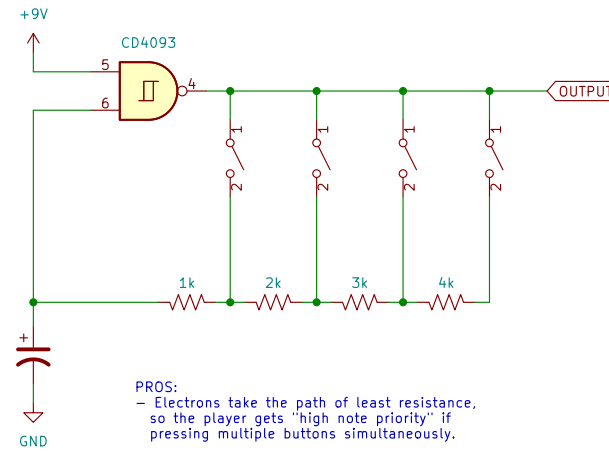 +9V
CD4093
5
4
6
OUTPUT
1
1
1
1
2
2
2
2
1k
2k
3k
4k
+
GND
PROS:
– Electrons take the path of least resistance,
so the player gets "high note priority" if
pressing multiple buttons simultaneously.